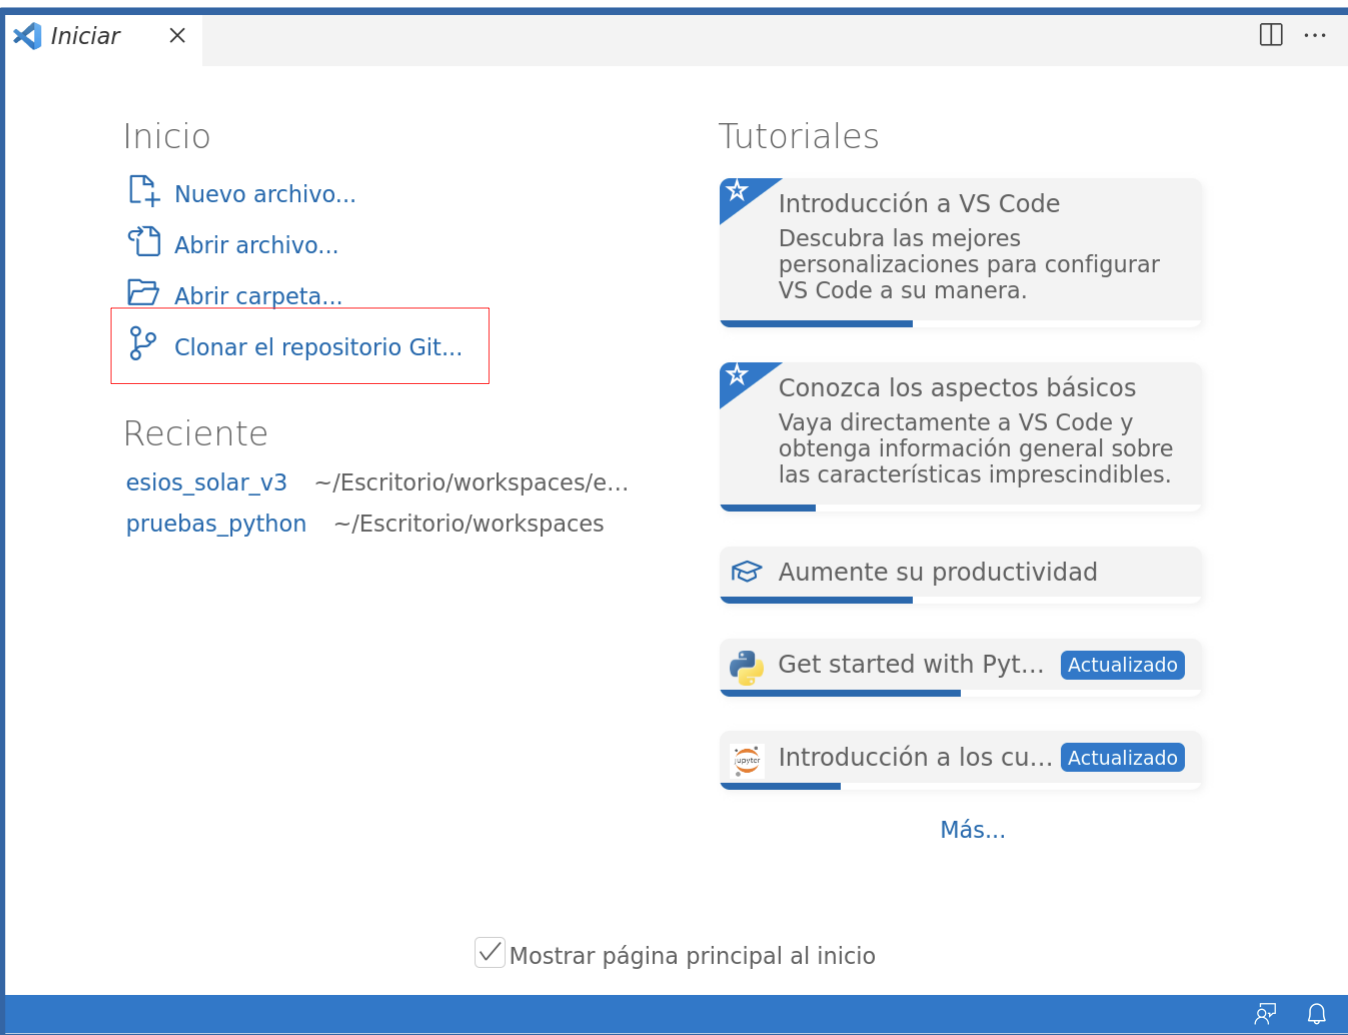 Iniciar
Inicio
Nuevo archivo...
Abrir archivo...
Abrir carpeta...
Clonar el repositorio Git...
Reciente
esios_solar_v3 ~/Escritorio/workspaces/e...
pruebas_python ~/Escritorio/workspaces
Tutoriales
Introducción a VS Code
Descubra las mejores
personalizaciones para configurar
VS Code a su manera.
Conozca los aspectos básicos
Vaya directamente a VS Code y
obtenga información general sobre
las características imprescindibles.
Aumente su productividad
Get started with Pyt... Actualizado
jupyter
Introducción a los cu... Actualizado
Más...
Mostrar página principal al inicio